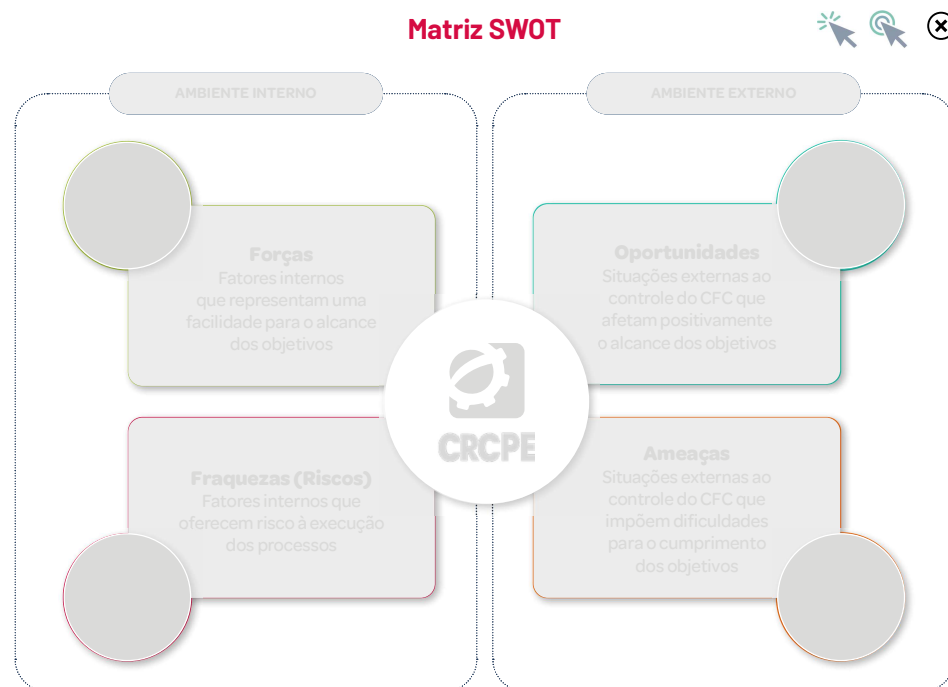 Matriz SWOT
AMBIENTE INTERNO
Forças
Fatores internos
que representam uma
facilidade para o alcance
dos objetivos
Fraquezas (Riscos)
Fatores internos que
oferecem risco à execução
dos processos
CRCPE
AMBIENTE EXTERNO
Oportunidades
Situações externas ao
controle do CFC que
afetam positivamente
o alcance dos objetivos
Ameaças
Situações externas ao
controle do CFC que
impõem dificuldades
para o cumprimento
dos objetivos